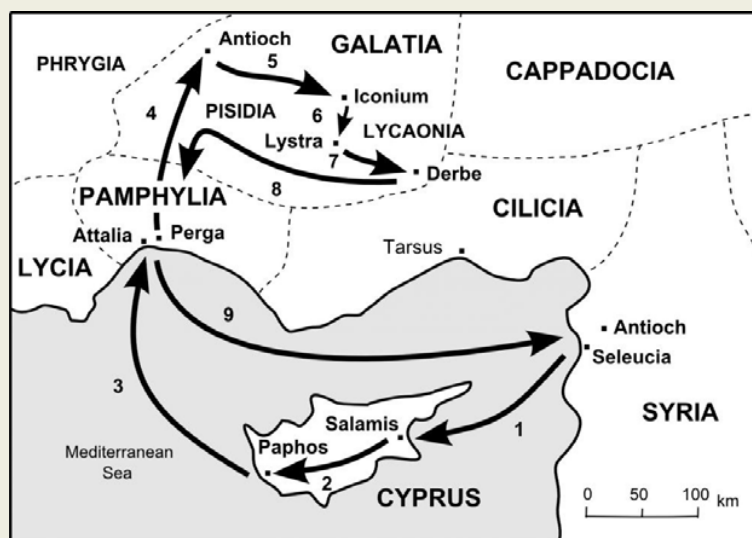 Antioch
GALATIA
PHRYGIA
5
CAPPADOCIA
Iconium
4
PISIDIA
6
LYCAONIA
Lystra
7
Derbe
8
PAMPHYLIA
CILICIA
Attalia
Perga
Tarsus
LYCIA
9
Antioch
Seleucia
3
Salamis
1
SYRIA
Paphos
Mediterranean
Sea
2
CYPRUS
0 50 100 km